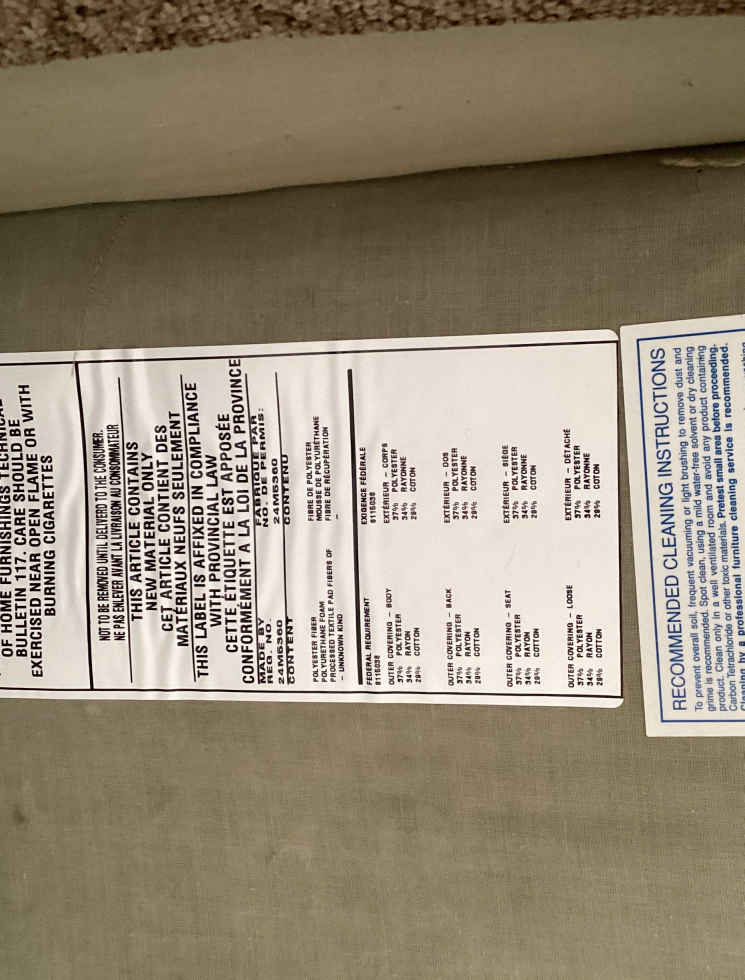 OF HOME FURNISHINGS
BULLETIN 117. CARE SHOULD BE
EXERCISED NEAR OPEN FLAME OR WITH
BURNING CIGARETTES
NOT TO BE REMOVED UNTIL DELIVERD TO THE CONSUMER.
NE PAS ENLEVER AVANT LA LIVRAISON AU CONSOMMATEUR
THIS ARTICLE CONTAINS
NEW MATERIAL ONLY
CET ARTICLE CONTIENT DES
MATÉRIAUX NEUFS SEULEMENT
THIS LABEL IS AFFIXED IN COMPLIANCE
WITH PROVINCIAL LAW
CETTE ÉTIQUETTE EST APPOSÉE
CONFORMÉMENT A LA LOI DE LA PROVINCE
MADE BY FABRIQUÉ PAR
REG. NO. NO. DE PERMIS:
24M5360 24M5360
CONTENT CONTENU
POLYESTER FIBER FIBRE DE POLYESTER
POLYURETHANE FOAM MOUSSE DE POLYURÉTHANE
PROCESSED TEXTILE PAD FIBERS OF FIBRE DE RÉCUPÉRATION
– UNKNOWN KIND –
FEDERAL REQUIREMENT EXIGENCE FÉDÉRALE
8115038 8115038
OUTER COVERING – BODY EXTÉRIEUR – CORPS
37% POLYESTER 37% POLYESTER
34% RAYON 34% RAYONNE
29% COTTON 29% COTON
OUTER COVERING – BACK EXTÉRIEUR – DOS
37% POLYESTER 37% POLYESTER
34% RAYON 34% RAYONNE
29% COTTON 29% COTON
OUTER COVERING – SEAT EXTÉRIEUR – SIÈGE
37% POLYESTER 37% POLYESTER
34% RAYON 34% RAYONNE
29% COTTON 29% COTON
OUTER COVERING – LOOSE EXTÉRIEUR – DÉTACHÉ
37% POLYESTER 37% POLYESTER
34% RAYON 34% RAYONNE
29% COTTON 29% COTON
RECOMMENDED CLEANING INSTRUCTIONS
To prevent overall soil, frequent vacuuming or light brushing to remove dust and
grime is recommended. Spot clean, using a mild water-free solvent or dry cleaning
product. Clean only in a well ventilated room and avoid any product containing
Carbon Tetrachloride or other toxic materials. Pretest small area before proceeding.
Cleaning by a professional furniture cleaning service is recommended.